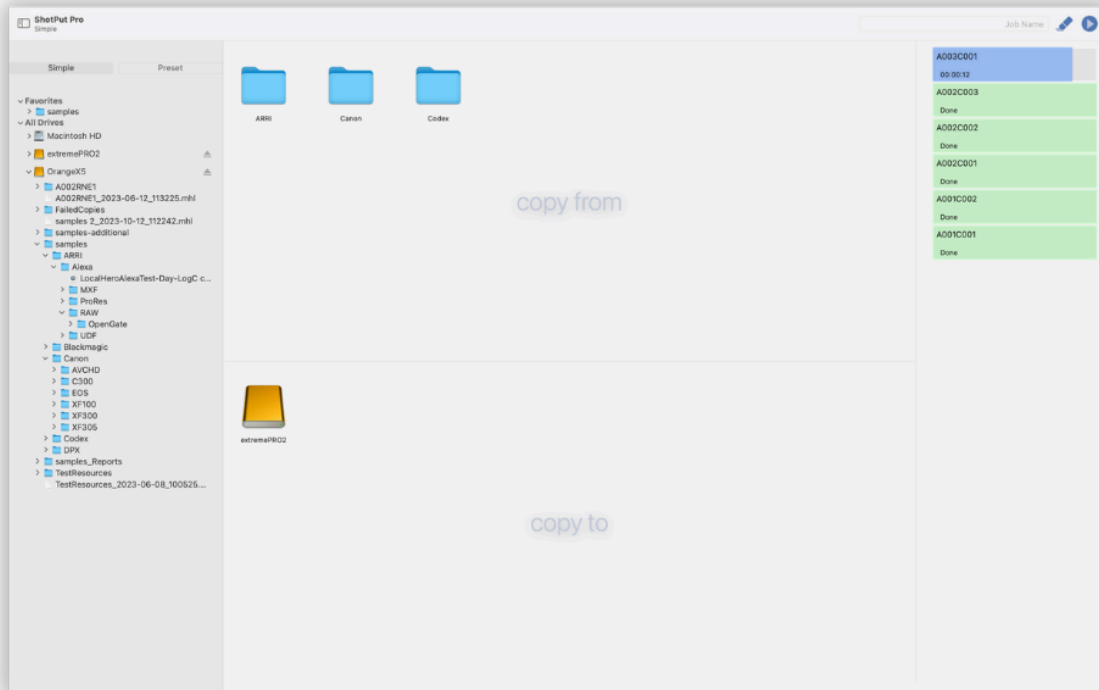 ShotPut Pro
Simple
Job Name
Simple
Preset
Favorites
samples
All Drives
Macintosh HD
extremePRO2
OrangeX5
A002RNE1
A002RNE1_2023-06-12_113225.mhl
FailedCopies
samples 2_2023-10-12_112242.mhl
samples-additional
samples
ARRI
Alexa
LocalHeroAlexaTest-Day-LogC c...
MXF
ProRes
RAW
OpenGate
UDF
Blackmagic
Canon
AVCHD
C300
EOS
XF100
XF300
XF305
Codex
DPX
samples_Reports
TestResources
TestResources_2023-06-08_100525....
ARRI
Canon
Codex
copy from
extremePRO2
copy to
A003C001
00:00:12
A002C003
Done
A002C002
Done
A002C001
Done
A001C002
Done
A001C001
Done